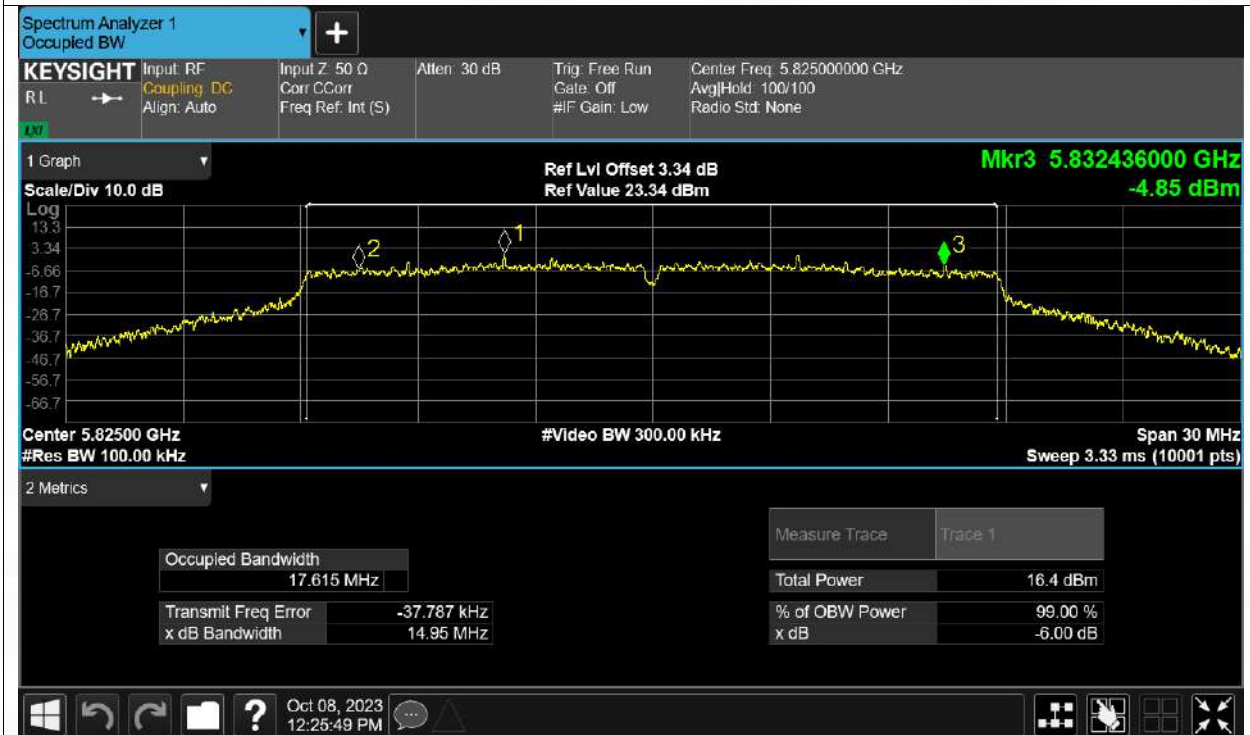 Spectrum Analyzer 1
Occupied BW
+
KEYSIGHT
R L
LXI
Input: RF
Coupling: DC
Align: Auto
Input Z: 50 Ω
Corr CCorr
Freq Ref: Int (S)
Atten: 30 dB
Trig: Free Run
Gate: Off
#IF Gain: Low
Center Freq: 5.825000000 GHz
Avg|Hold: 100/100
Radio Std: None
1 Graph
Scale/Div 10.0 dB
Ref Lvl Offset 3.34 dB
Ref Value 23.34 dBm
Mkr3 5.832436000 GHz
-4.85 dBm
Log
13.3
3.34
-6.66
-16.7
-26.7
-36.7
-46.7
-56.7
-66.7
2
1
3
Center 5.82500 GHz
#Res BW 100.00 kHz
#Video BW 300.00 kHz
Span 30 MHz
Sweep 3.33 ms (10001 pts)
2 Metrics
Occupied Bandwidth
17.615 MHz
Transmit Freq Error -37.787 kHz
x dB Bandwidth 14.95 MHz
Measure Trace Trace 1
Total Power 16.4 dBm
% of OBW Power 99.00 %
x dB -6.00 dB
?
Oct 08, 2023
12:25:49 PM